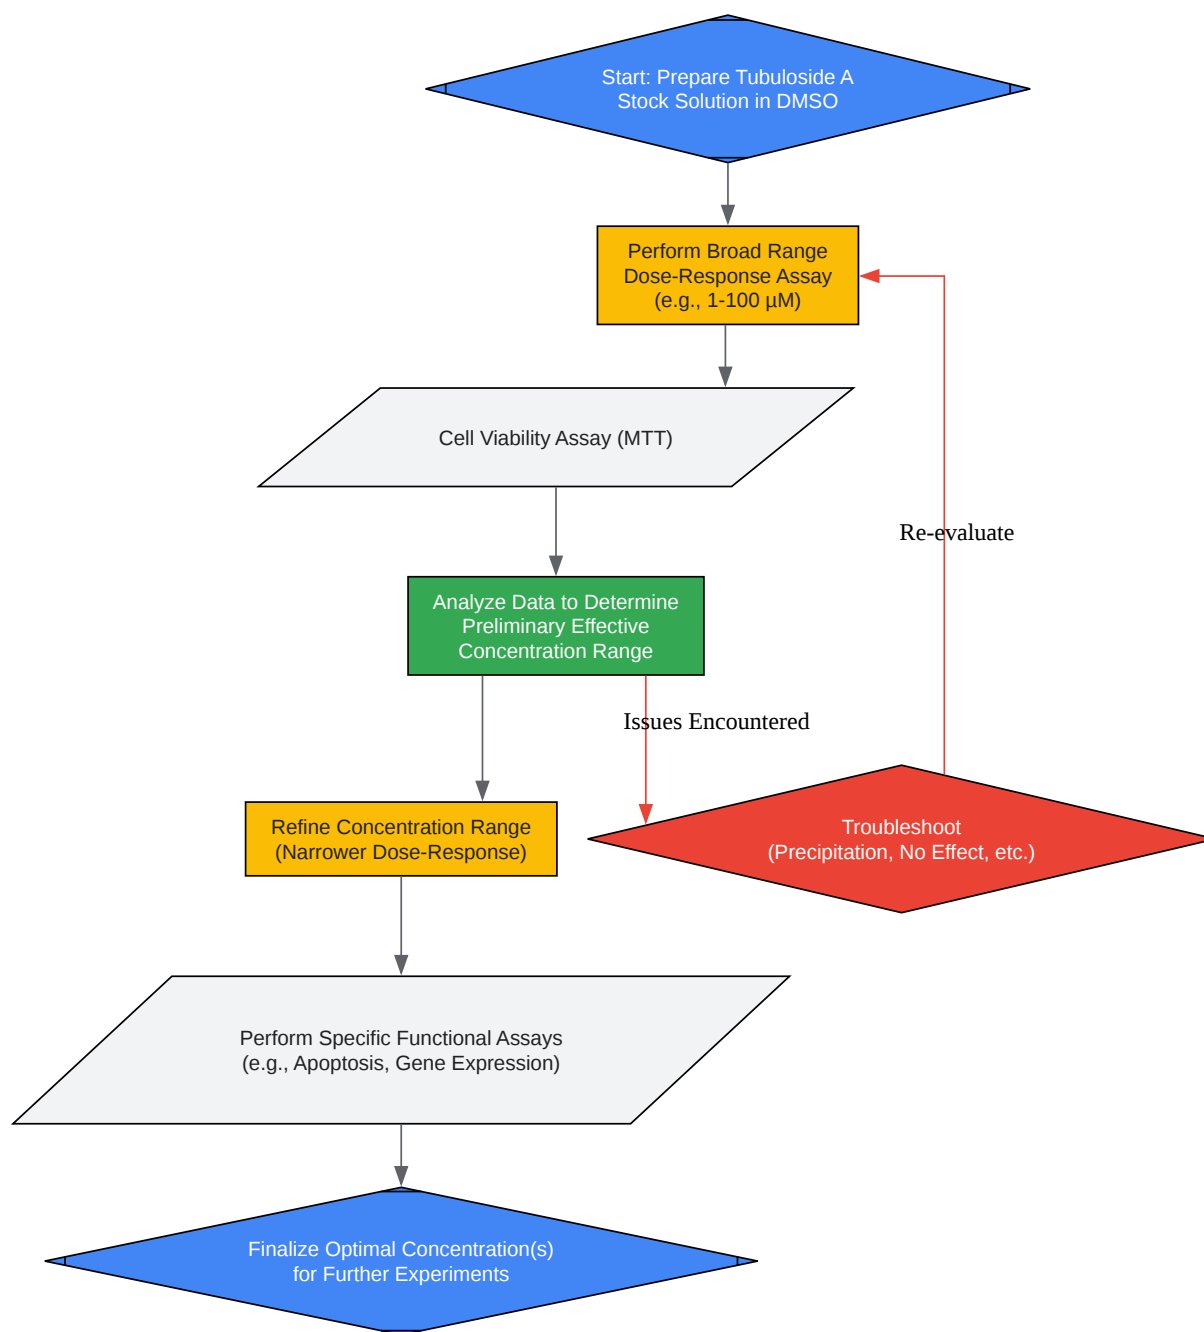 Start: Prepare Tubuloside A
Stock Solution in DMSO
Perform Broad Range
Dose-Response Assay
(e.g., 1-100 µM)
Cell Viability Assay (MTT)
Re-evaluate
Analyze Data to Determine
Preliminary Effective
Concentration Range
Issues Encountered
Refine Concentration Range
(Narrower Dose-Response)
Troubleshoot
(Precipitation, No Effect, etc.)
Perform Specific Functional Assays
(e.g., Apoptosis, Gene Expression)
Finalize Optimal Concentration(s)
for Further Experiments